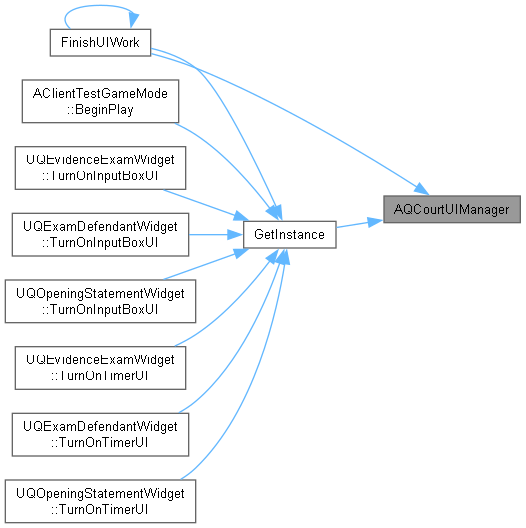 FinishUIWork
AClientTestGameMode
::BeginPlay
UQEvidenceExamWidget
::TurnOnInputBoxUI
UQExamDefendantWidget
::TurnOnInputBoxUI
UQOpeningStatementWidget
::TurnOnInputBoxUI
UQEvidenceExamWidget
::TurnOnTimerUI
UQExamDefendantWidget
::TurnOnTimerUI
UQOpeningStatementWidget
::TurnOnTimerUI
GetInstance
AQCourtUIManager